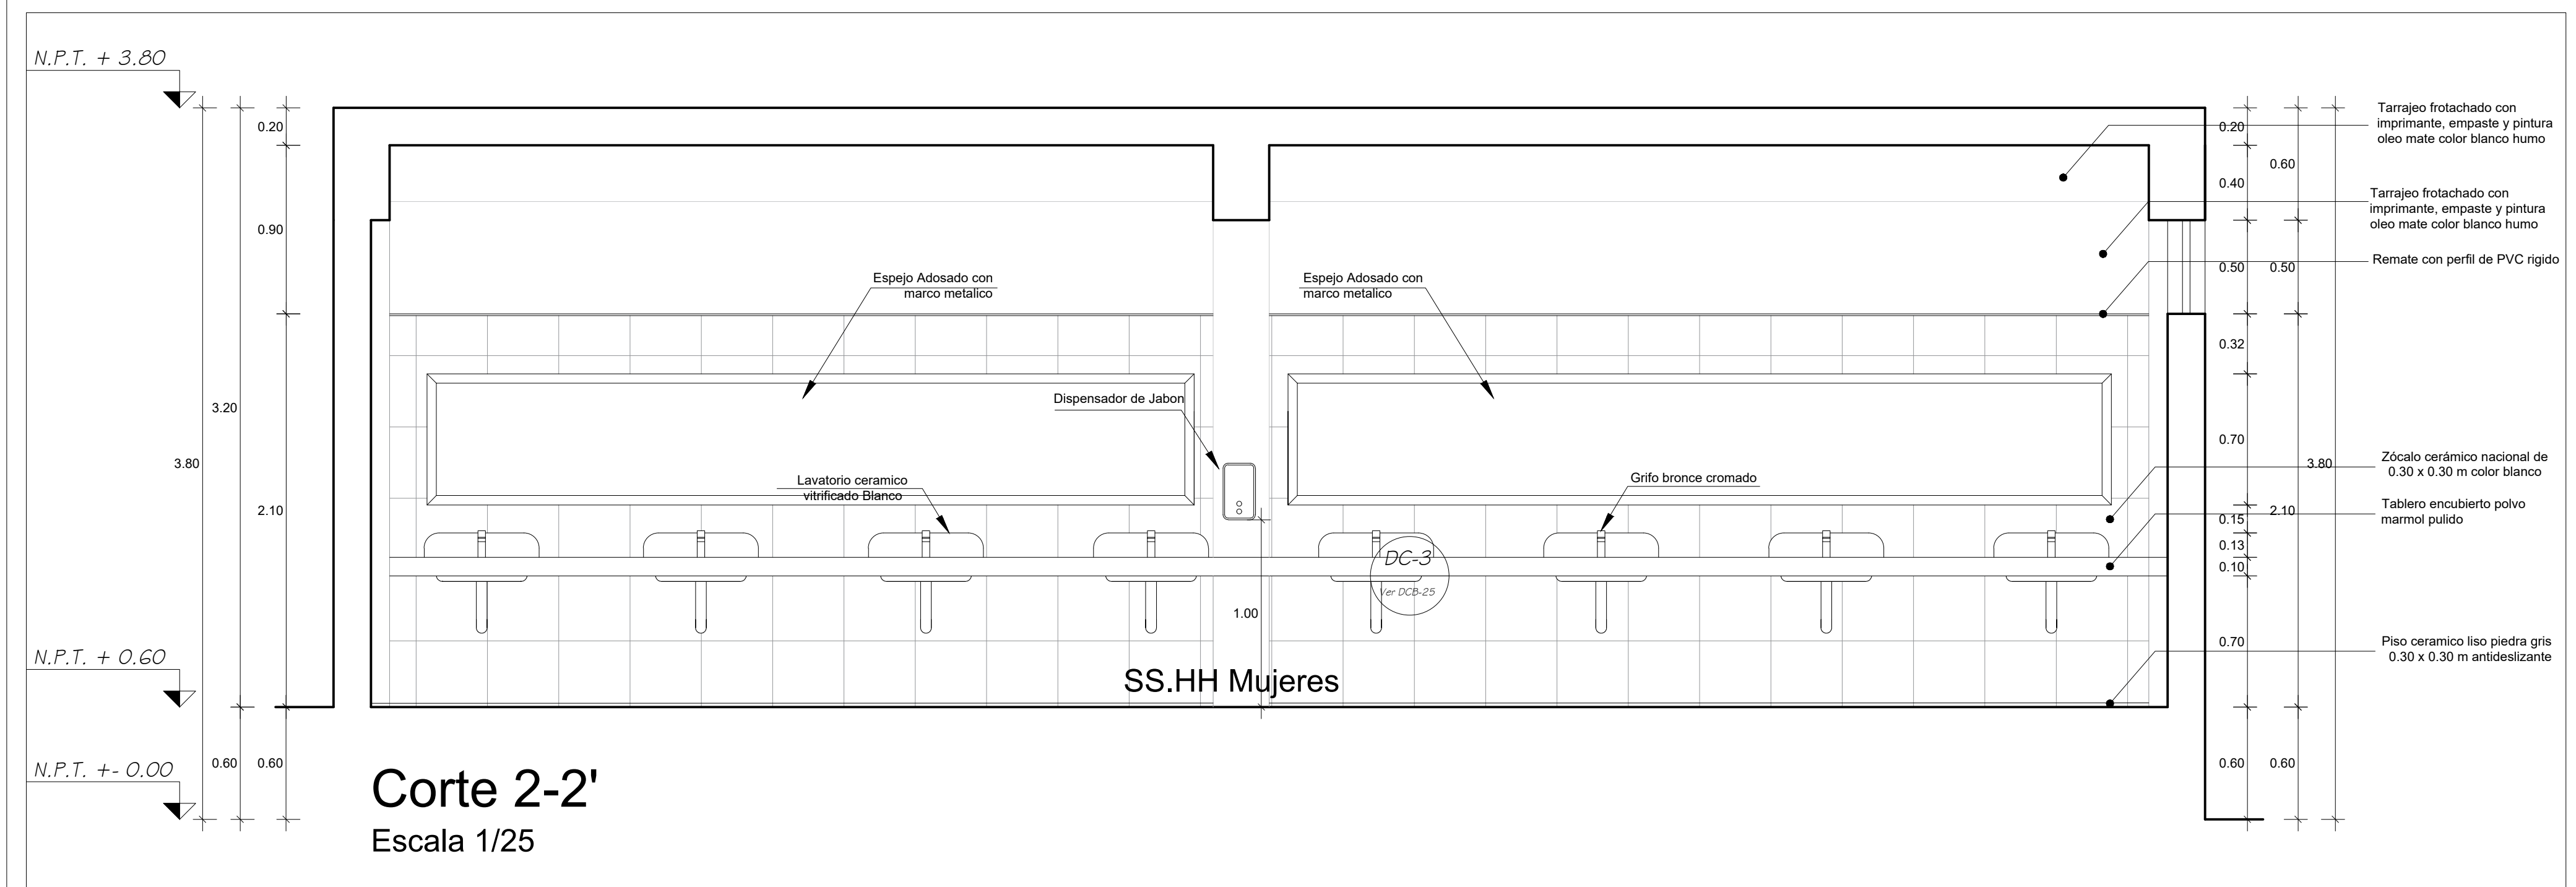 N.P.T. + 3.80
0.20
0.90
3.20
3.80
2.10
N.P.T. + 0.60
N.P.T. +- 0.00
0.60
0.60
Espejo Adosado con
marco metalico
Espejo Adosado con
marco metalico
Dispensador de Jabon
Lavatorio ceramico
vitrificado Blanco
Grifo bronce cromado
DC-3
Ver DCB-25
1.00
SS.HH Mujeres
0.20
0.60
0.40
0.50
0.50
0.32
0.70
3.80
0.15
2.10
0.13
0.10
0.70
0.60
0.60
Tarrajeo frotachado con
imprimante, empaste y pintura
oleo mate color blanco humo
Tarrajeo frotachado con
imprimante, empaste y pintura
oleo mate color blanco humo
Remate con perfil de PVC rigido
Zócalo cerámico nacional de
0.30 x 0.30 m color blanco
Tablero encubierto polvo
marmol pulido
Piso ceramico liso piedra gris
0.30 x 0.30 m antideslizante
Corte 2-2'
Escala 1/25